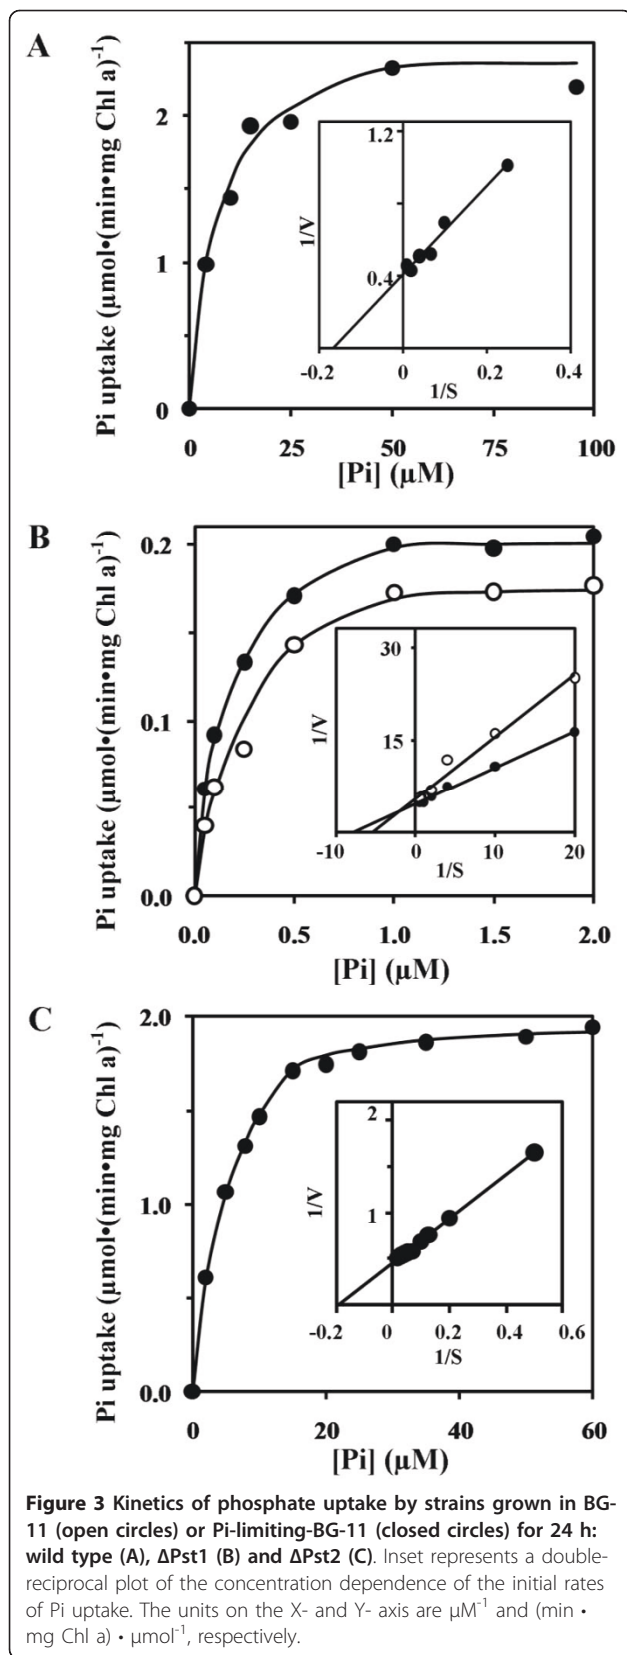 A
Pi uptake (µmol•(min•mg Chl a)-1)
2
1
0
0
25
50
75
100
[Pi] (µM)
1/V
1.2
0.4
-0.2
0
0.2
0.4
1/S
B
Pi uptake (µmol•(min•mg Chl a)-1)
0.2
0.1
0.0
0.0
0.5
1.0
1.5
2.0
[Pi] (µM)
1/V
30
15
-10
0
10
20
1/S
C
Pi uptake (µmol•(min•mg Chl a)-1)
2.0
1.0
0.0
0
20
40
60
[Pi] (µM)
1/V
2
1
-0.2
0
0.2
0.4
0.6
1/S
Figure 3 Kinetics of phosphate uptake by strains grown in BG-
11 (open circles) or Pi-limiting-BG-11 (closed circles) for 24 h:
wild type (A), ΔPst1 (B) and ΔPst2 (C). Inset represents a double-
reciprocal plot of the concentration dependence of the initial rates
of Pi uptake. The units on the X- and Y- axis are µM-1 and (min •
mg Chl a) • µmol-1, respectively.